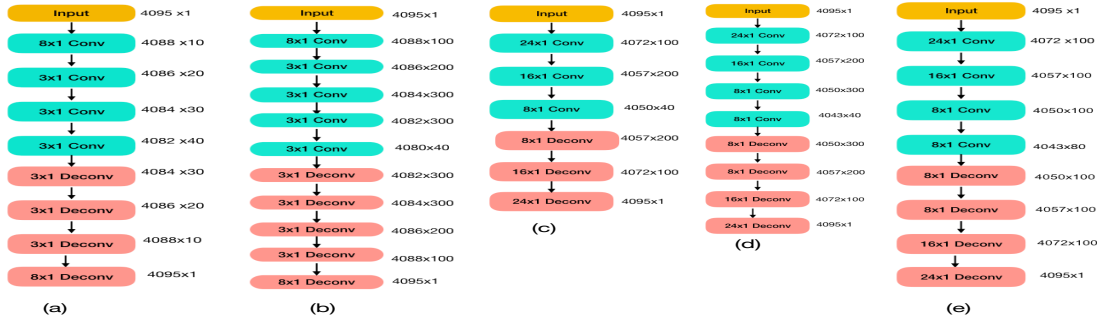 Input 4095 x1
8x1 Conv 4088 x10
3x1 Conv 4086 x20
3x1 Conv 4084 x30
3x1 Conv 4082 x40
3x1 Deconv 4084 x30
3x1 Deconv 4086 x20
3x1 Deconv 4088x10
8x1 Deconv 4095x1
(a)
Input 4095x1
8x1 Conv 4088x100
3x1 Conv 4086x200
3x1 Conv 4084x300
3x1 Conv 4082x300
3x1 Conv 4080x40
3x1 Deconv 4082x300
3x1 Deconv 4084x300
3x1 Deconv 4086x200
3x1 Deconv 4088x100
8x1 Deconv 4095x1
(b)
Input 4095x1
24x1 Conv 4072x100
16x1 Conv 4057x200
8x1 Conv 4050x40
8x1 Deconv 4057x200
16x1 Deconv 4072x100
24x1 Deconv 4095x1
(c)
Input 4095x1
24x1 Conv 4072x100
16x1 Conv 4057x200
8x1 Conv 4050x300
8x1 Conv 4043x40
8x1 Deconv 4050x300
8x1 Deconv 4057x200
16x1 Deconv 4072x100
24x1 Deconv 4095x1
(d)
Input 4095 x1
24x1 Conv 4072 x100
16x1 Conv 4057x100
8x1 Conv 4050x100
8x1 Conv 4043x80
8x1 Deconv 4050x100
8x1 Deconv 4057x100
16x1 Deconv 4072x100
24x1 Deconv 4095x1
(e)